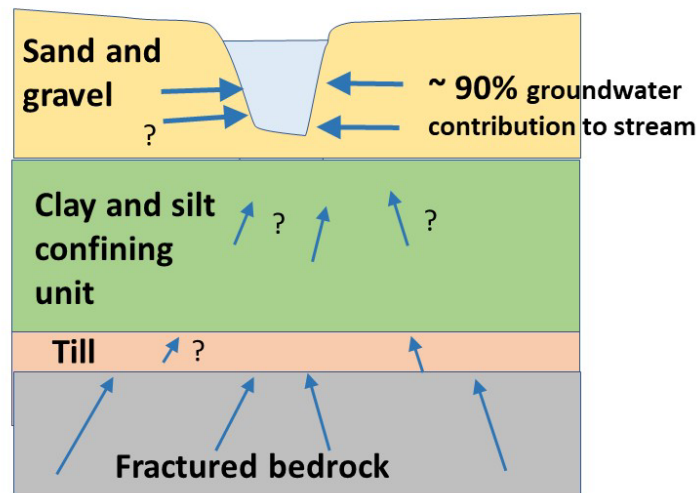 Sand and
gravel
?
~ 90% groundwater
contribution to stream
Clay and silt
confining
unit
?
?
Till
?
Fractured bedrock